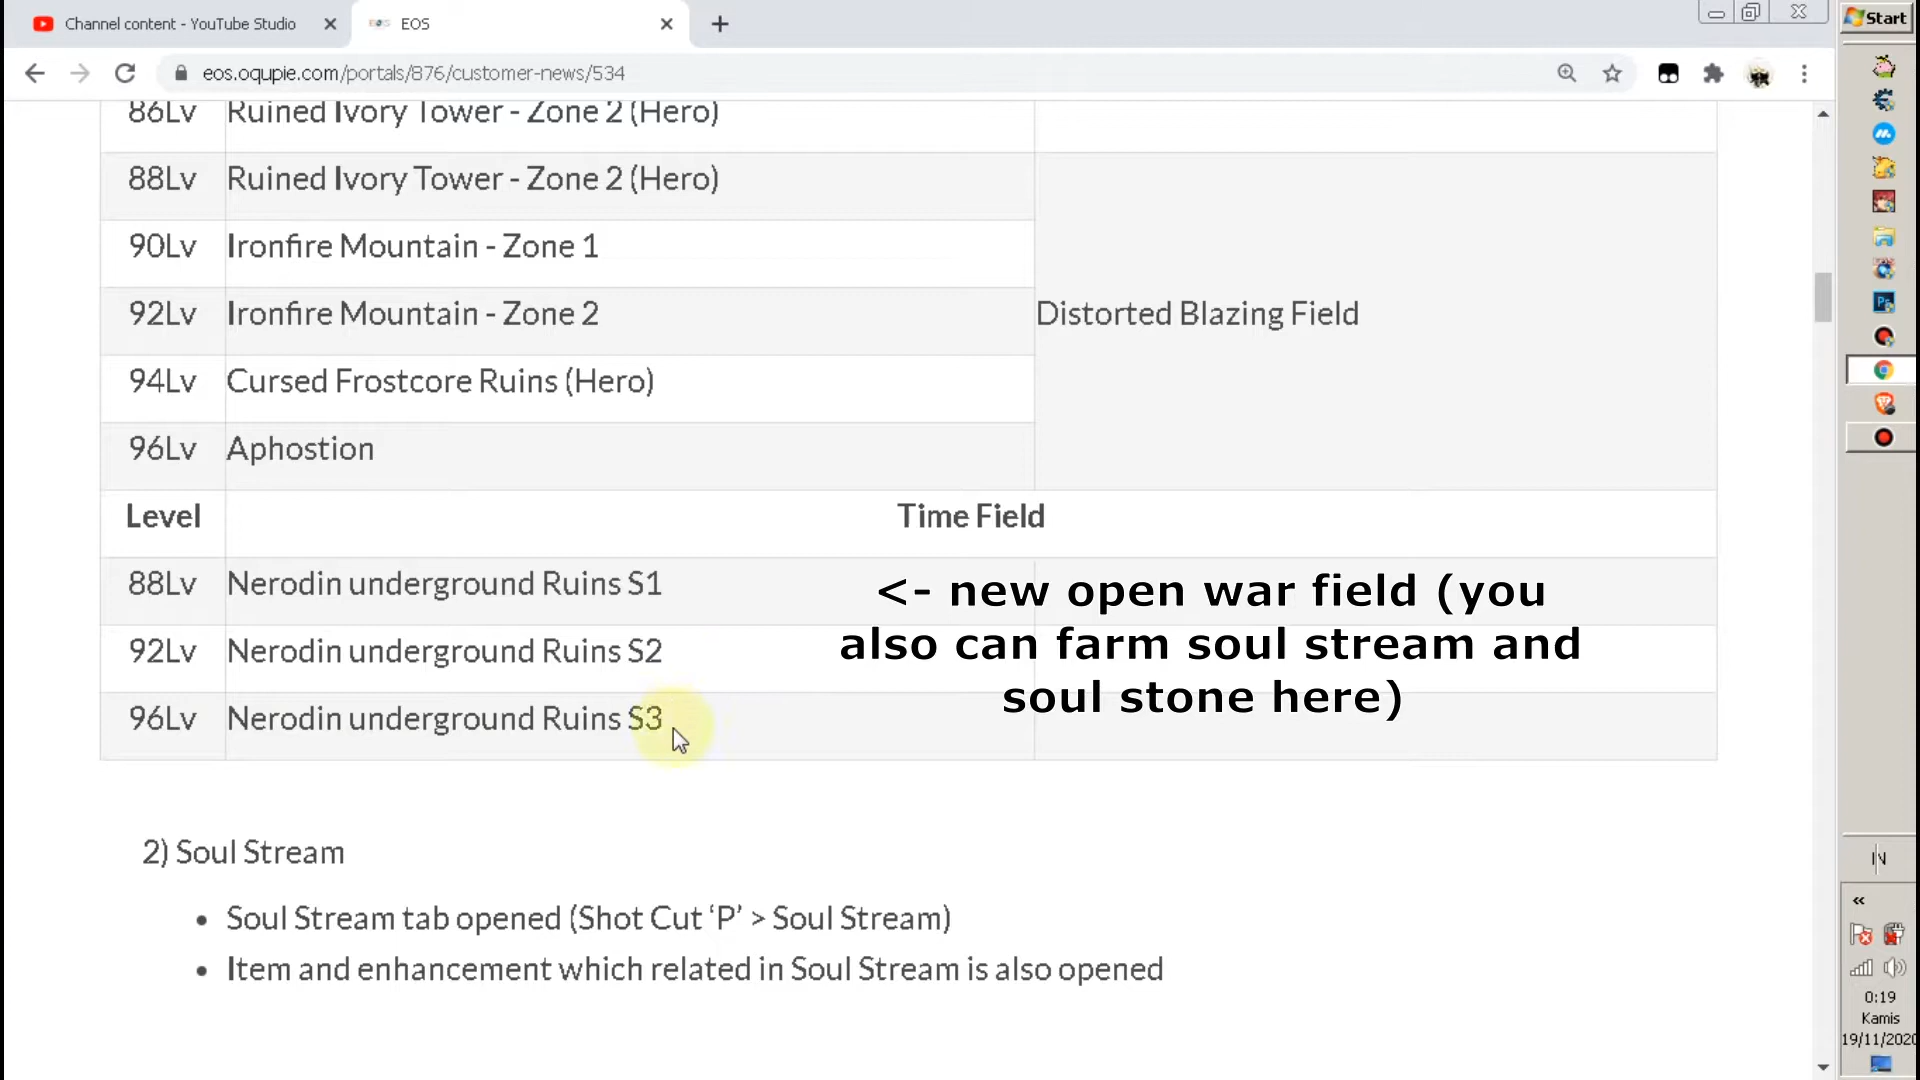 Channel content - YouTube Studio
EOS
Start
eos.oqupie.com/portals/876/customer-news/534
86Lv Ruined Ivory Tower - Zone 2 (Hero)
88Lv Ruined Ivory Tower - Zone 2 (Hero)
90Lv Ironfire Mountain - Zone 1
92Lv Ironfire Mountain - Zone 2 Distorted Blazing Field
94Lv Cursed Frostcore Ruins (Hero)
96Lv Aphostion
Level Time Field
88Lv Nerodin underground Ruins S1
92Lv Nerodin underground Ruins S2
96Lv Nerodin underground Ruins S3
<- new open war field (you
also can farm soul stream and
soul stone here)
2) Soul Stream
• Soul Stream tab opened (Shot Cut ‘P’ > Soul Stream)
• Item and enhancement which related in Soul Stream is also opened
IN
«
0:19
Kamis
19/11/2020